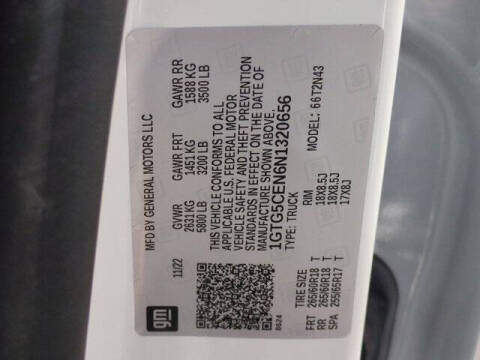 MFD BY GENERAL MOTORS LLC
11/22 GVWR GAWR FRT GAWR RR
2631 KG 1451 KG 1588 KG
5800 LB 3200 LB 3500 LB
THIS VEHICLE CONFORMS TO ALL
APPLICABLE U.S. FEDERAL MOTOR
VEHICLE SAFETY AND THEFT PREVENTION
STANDARDS IN EFFECT ON THE DATE OF
MANUFACTURE SHOWN ABOVE.
1GTG5CEN6N1320656
TYPE: TRUCK MODEL: 66T2N43
TIRE SIZE RIM
FRT 265/60R18 T 18X8.5J
RR 265/60R18 T 18X8.5J
SPA 255/65R17 T 17X8J
gm
8624